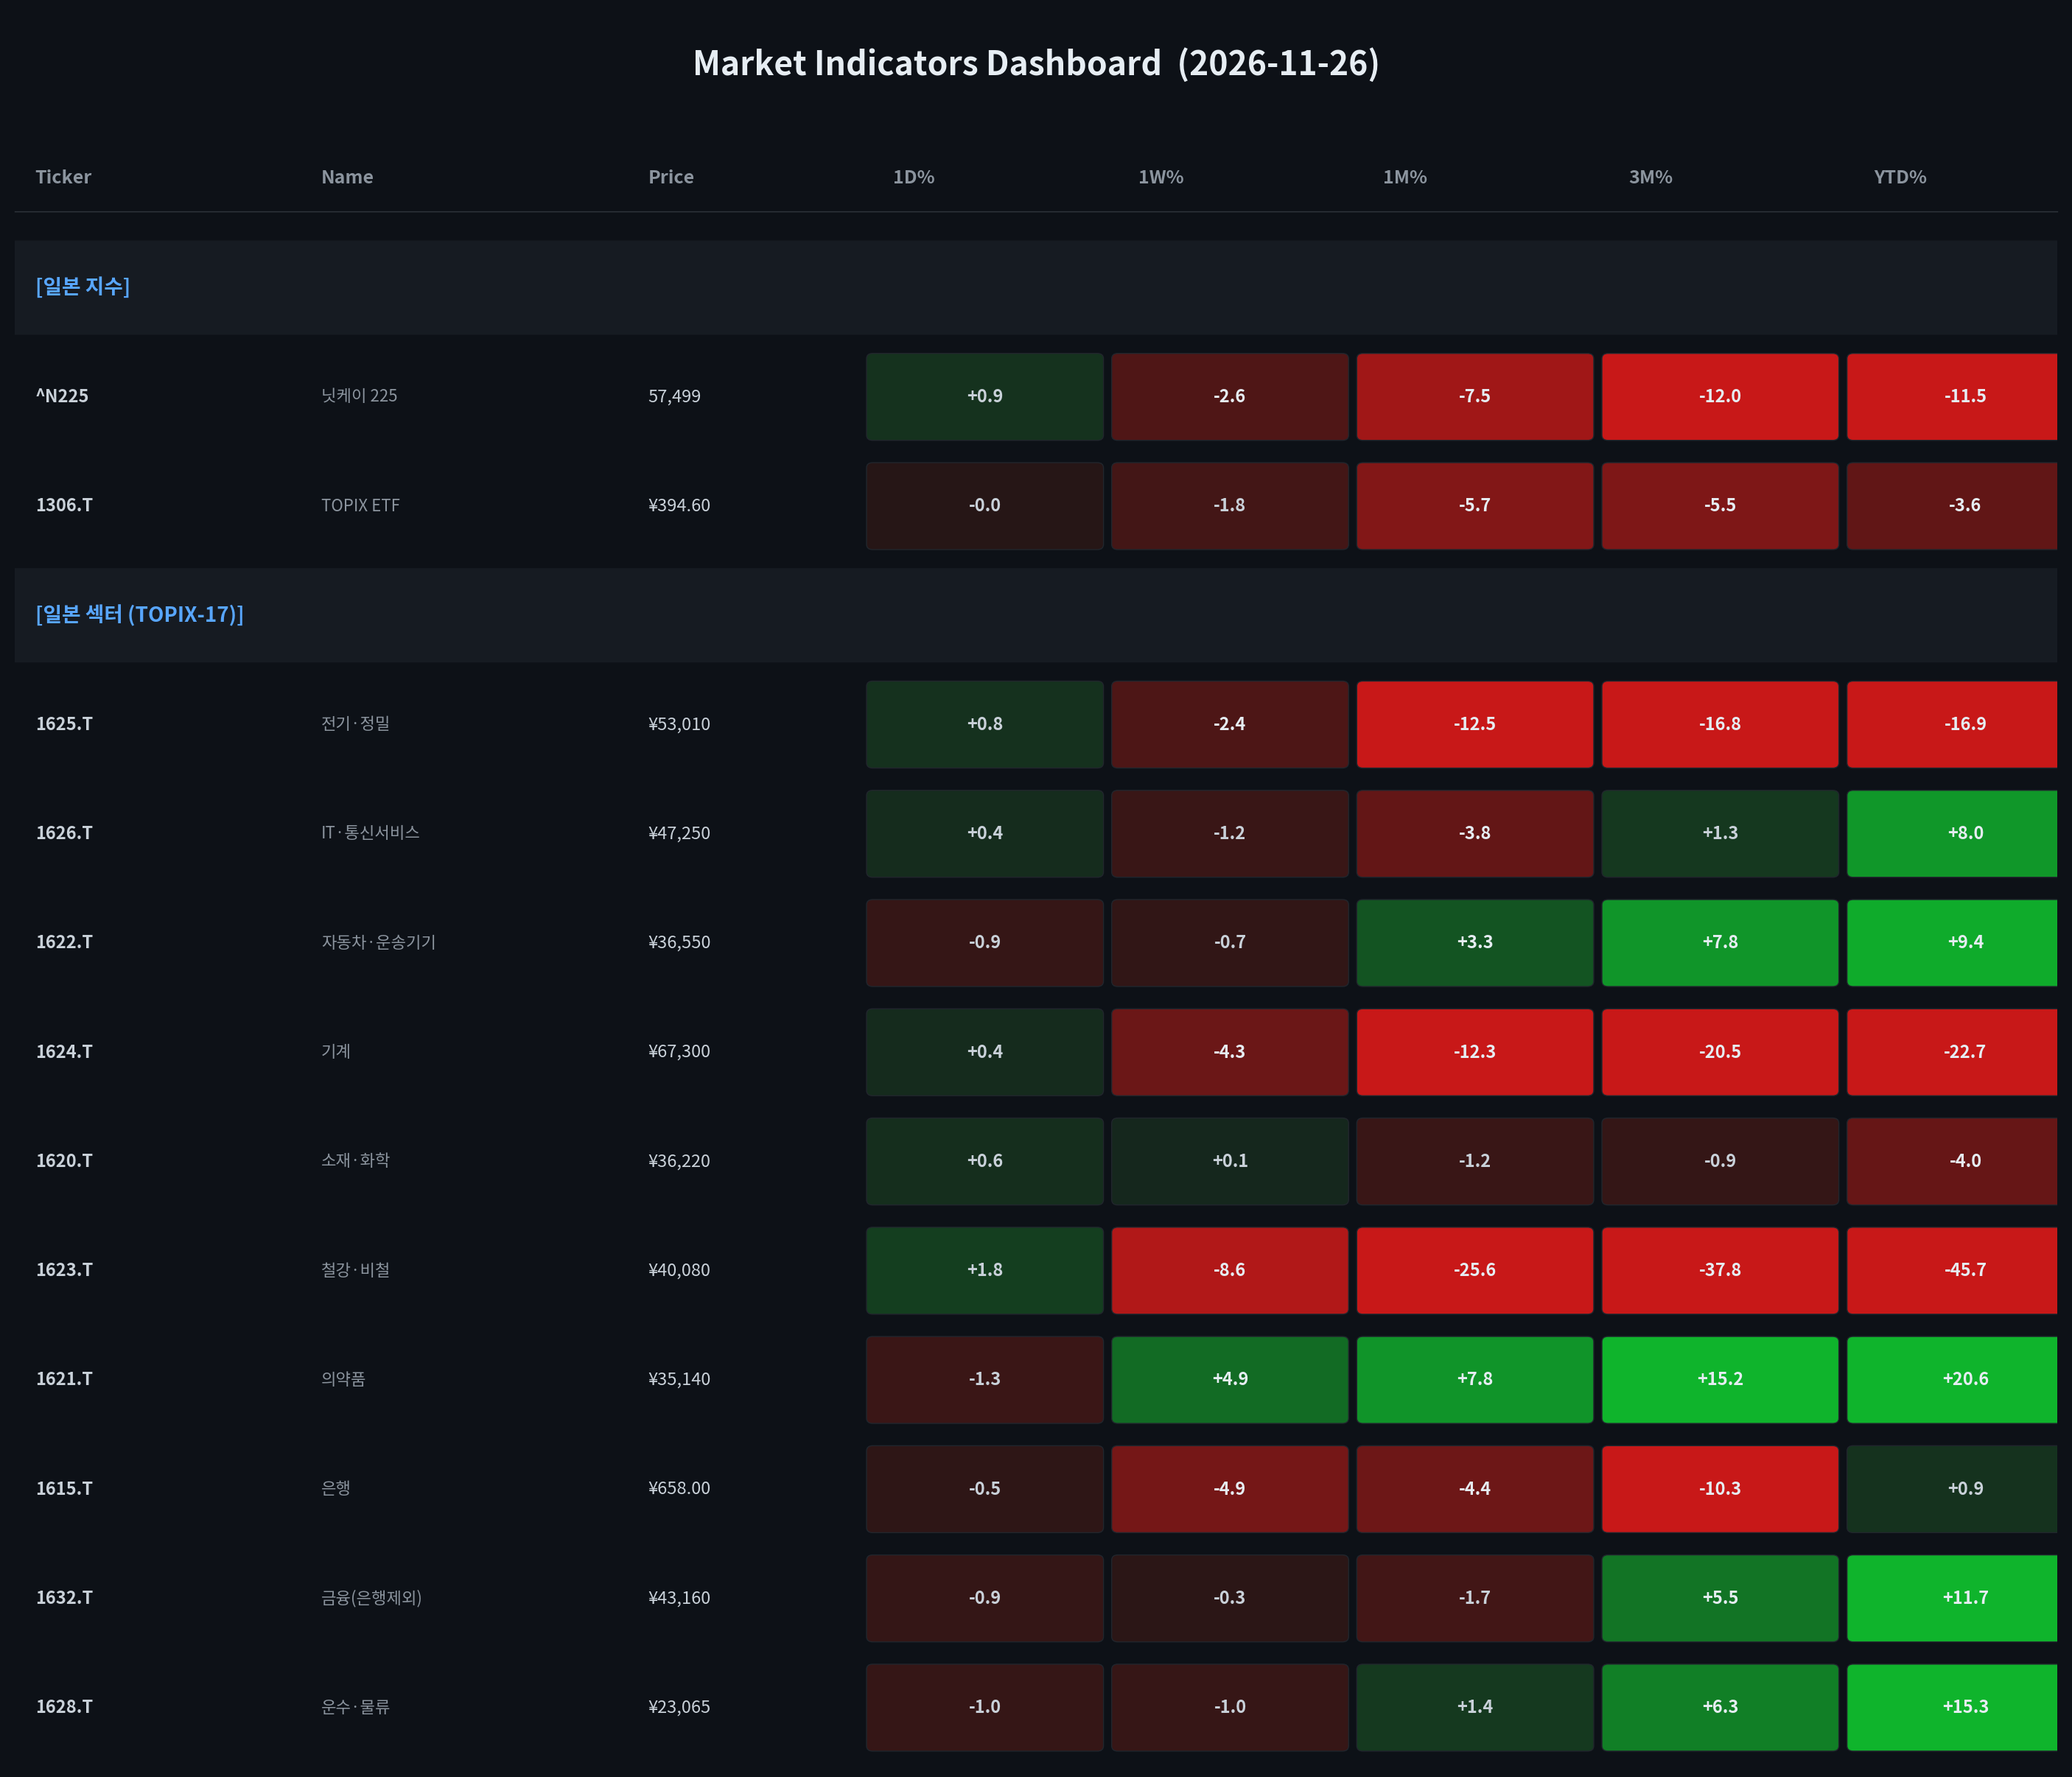 Market Indicators Dashboard (2026-11-26)
Ticker Name Price 1D% 1W% 1M% 3M% YTD%
[일본 지수]
^N225 닛케이 225 57,499 +0.9 -2.6 -7.5 -12.0 -11.5
1306.T TOPIX ETF ¥394.60 -0.0 -1.8 -5.7 -5.5 -3.6
[일본 섹터 (TOPIX-17)]
1625.T 전기·정밀 ¥53,010 +0.8 -2.4 -12.5 -16.8 -16.9
1626.T IT·통신서비스 ¥47,250 +0.4 -1.2 -3.8 +1.3 +8.0
1622.T 자동차·운송기기 ¥36,550 -0.9 -0.7 +3.3 +7.8 +9.4
1624.T 기계 ¥67,300 +0.4 -4.3 -12.3 -20.5 -22.7
1620.T 소재·화학 ¥36,220 +0.6 +0.1 -1.2 -0.9 -4.0
1623.T 철강·비철 ¥40,080 +1.8 -8.6 -25.6 -37.8 -45.7
1621.T 의약품 ¥35,140 -1.3 +4.9 +7.8 +15.2 +20.6
1615.T 은행 ¥658.00 -0.5 -4.9 -4.4 -10.3 +0.9
1632.T 금융(은행제외) ¥43,160 -0.9 -0.3 -1.7 +5.5 +11.7
1628.T 운수·물류 ¥23,065 -1.0 -1.0 +1.4 +6.3 +15.3